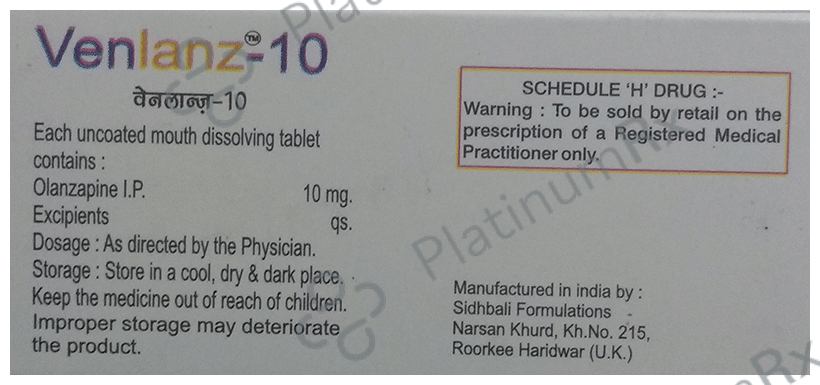 Venlanz™-10
वेनलान्ज़-10
Each uncoated mouth dissolving tablet
contains :
Olanzapine I.P. 10 mg.
Excipients qs.
Dosage : As directed by the Physician.
Storage : Store in a cool, dry & dark place.
Keep the medicine out of reach of children.
Improper storage may deteriorate
the product.
SCHEDULE 'H' DRUG :-
Warning : To be sold by retail on the
prescription of a Registered Medical
Practitioner only.
Manufactured in india by :
Sidhbali Formulations
Narsan Khurd, Kh.No. 215,
Roorkee Haridwar (U.K.)
PlatinumRx
PlatinumRx